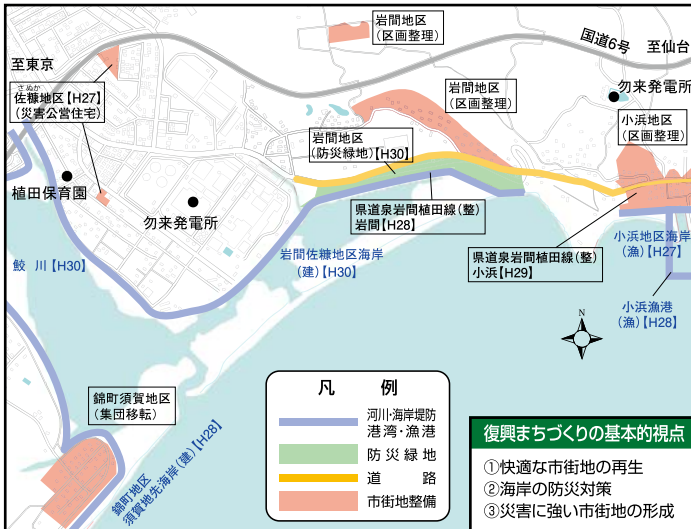 岩間地区
(区画整理)
国道6号
至仙台
至東京
さぬか
佐糠地区【H27】
(災害公営住宅)
岩間地区
(区画整理)
勿来発電所
小浜地区
(区画整理)
岩間地区
(防災緑地)【H30】
植田保育園
勿来発電所
県道泉岩間植田線(整)
岩間【H28】
鮫 川【H30】
岩間佐糠地区海岸
(建)【H30】
県道泉岩間植田線(整)
小浜【H29】
小浜地区海岸
(漁)【H27】
小浜漁港
(漁)【H28】
N
錦町須賀地区
(集団移転)
錦町地区
須賀地先海岸(建)【H28】
凡 例
河川・海岸堤防
港湾・漁港
防災緑地
道 路
市街地整備
復興まちづくりの基本的視点
①快適な市街地の再生
②海岸の防災対策
③災害に強い市街地の形成